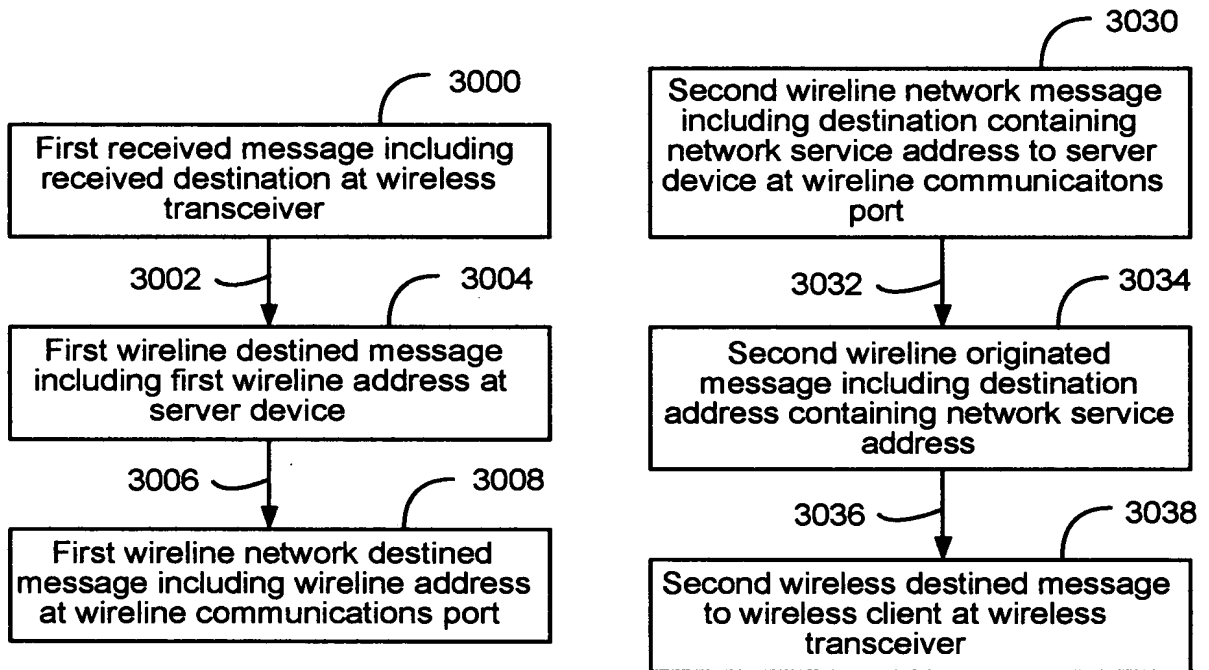 3000
First received message including
received destination at wireless
transceiver
3002
3004
First wireline destined message
including first wireline address at
server device
3006
3008
First wireline network destined
message including wireline address
at wireline communications port
3030
Second wireline network message
including destination containing
network service address to server
device at wireline communicaitons
port
3032
3034
Second wireline originated
message including destination
address containing network service
address
3036
3038
Second wireless destined message
to wireless client at wireless
transceiver